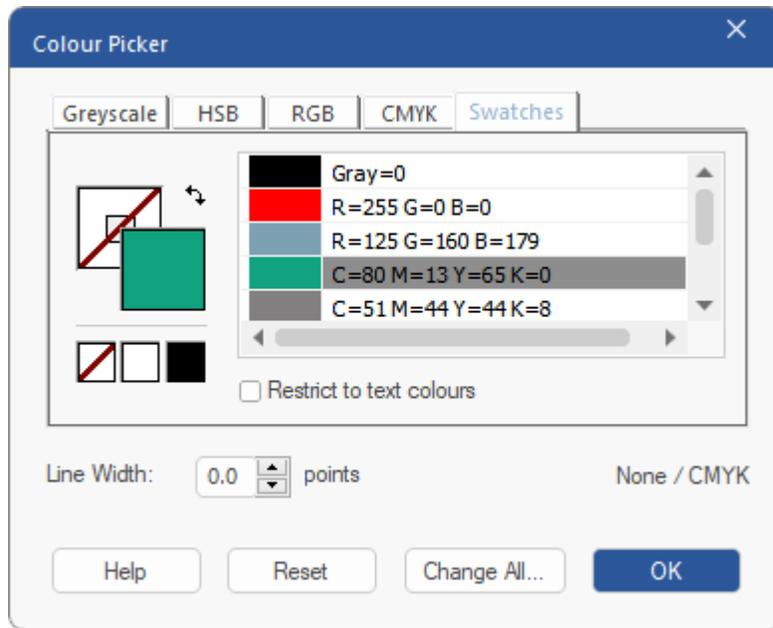 Colour Picker
Greyscale HSB RGB CMYK Swatches
Gray=0
R=255 G=0 B=0
R=125 G=160 B=179
C=80 M=13 Y=65 K=0
C=51 M=44 Y=44 K=8
Restrict to text colours
Line Width: 0.0 points None / CMYK
Help Reset Change All... OK